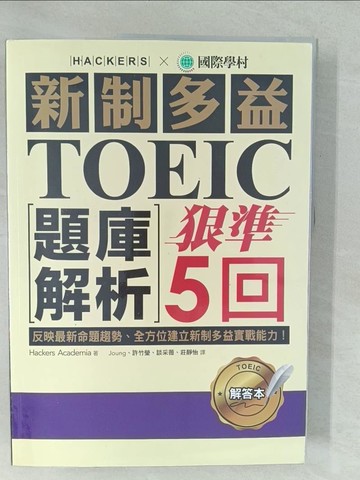 HACKERS × 國際學村
新制多益
TOEIC
[題庫解析]
狠準
5回
反映最新命題趨勢、全方位建立新制多益實戰能力！
Hackers Academia 著 Joung、許竹瑩、談采薇、莊靜怡 譯
TOEIC
解答本